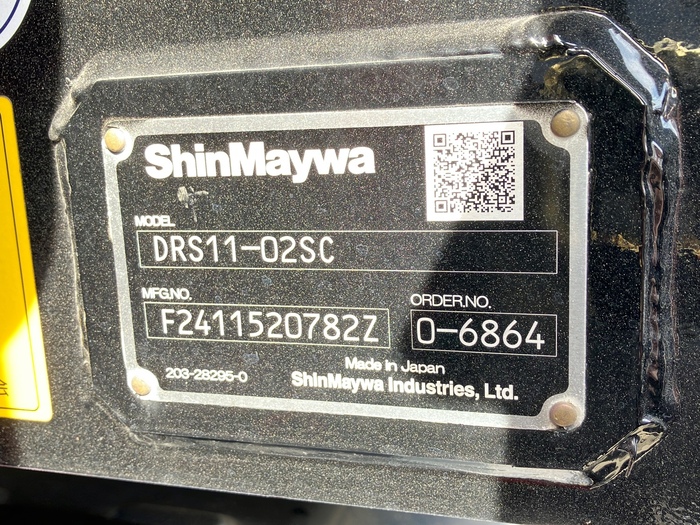 ShinMaywa
MODEL
DRS11-02SC
MFG.NO.
F2411520782Z
ORDER.NO.
0-6864
203-28295-0
Made in Japan
ShinMaywa Industries, Ltd.